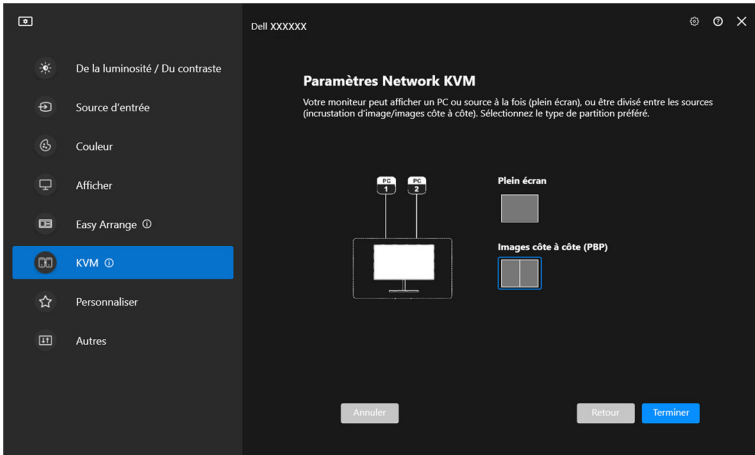 Dell XXXXXX
De la luminosité / Du contraste
Source d'entrée
Couleur
Afficher
Easy Arrange
KVM
Personnaliser
Autres
Paramètres Network KVM
Votre moniteur peut afficher un PC ou source à la fois (plein écran), ou être divisé entre les sources
(incrustation d'image/images côte à côte). Sélectionnez le type de partition préféré.
PC
1
PC
2
Plein écran
Images côte à côte (PBP)
Annuler
Retour
Terminer